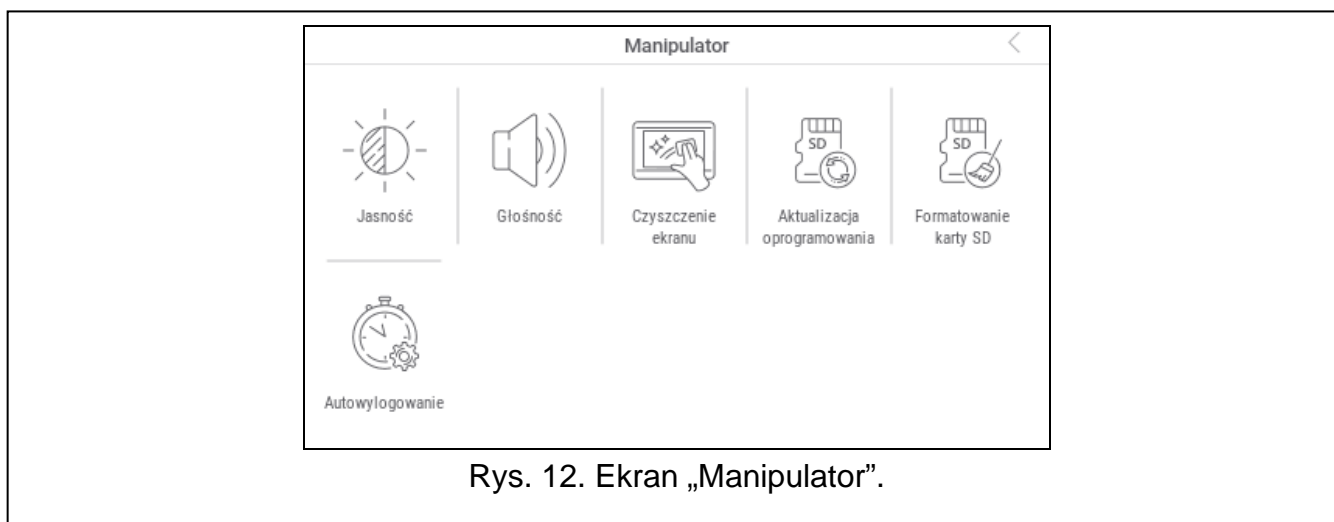 Manipulator
Jasność
Głośność
Czyszczenie
ekranu
SD
Aktualizacja
oprogramowania
SD
Formatowanie
karty SD
Autowylogowanie
Rys. 12. Ekran „Manipulator”.